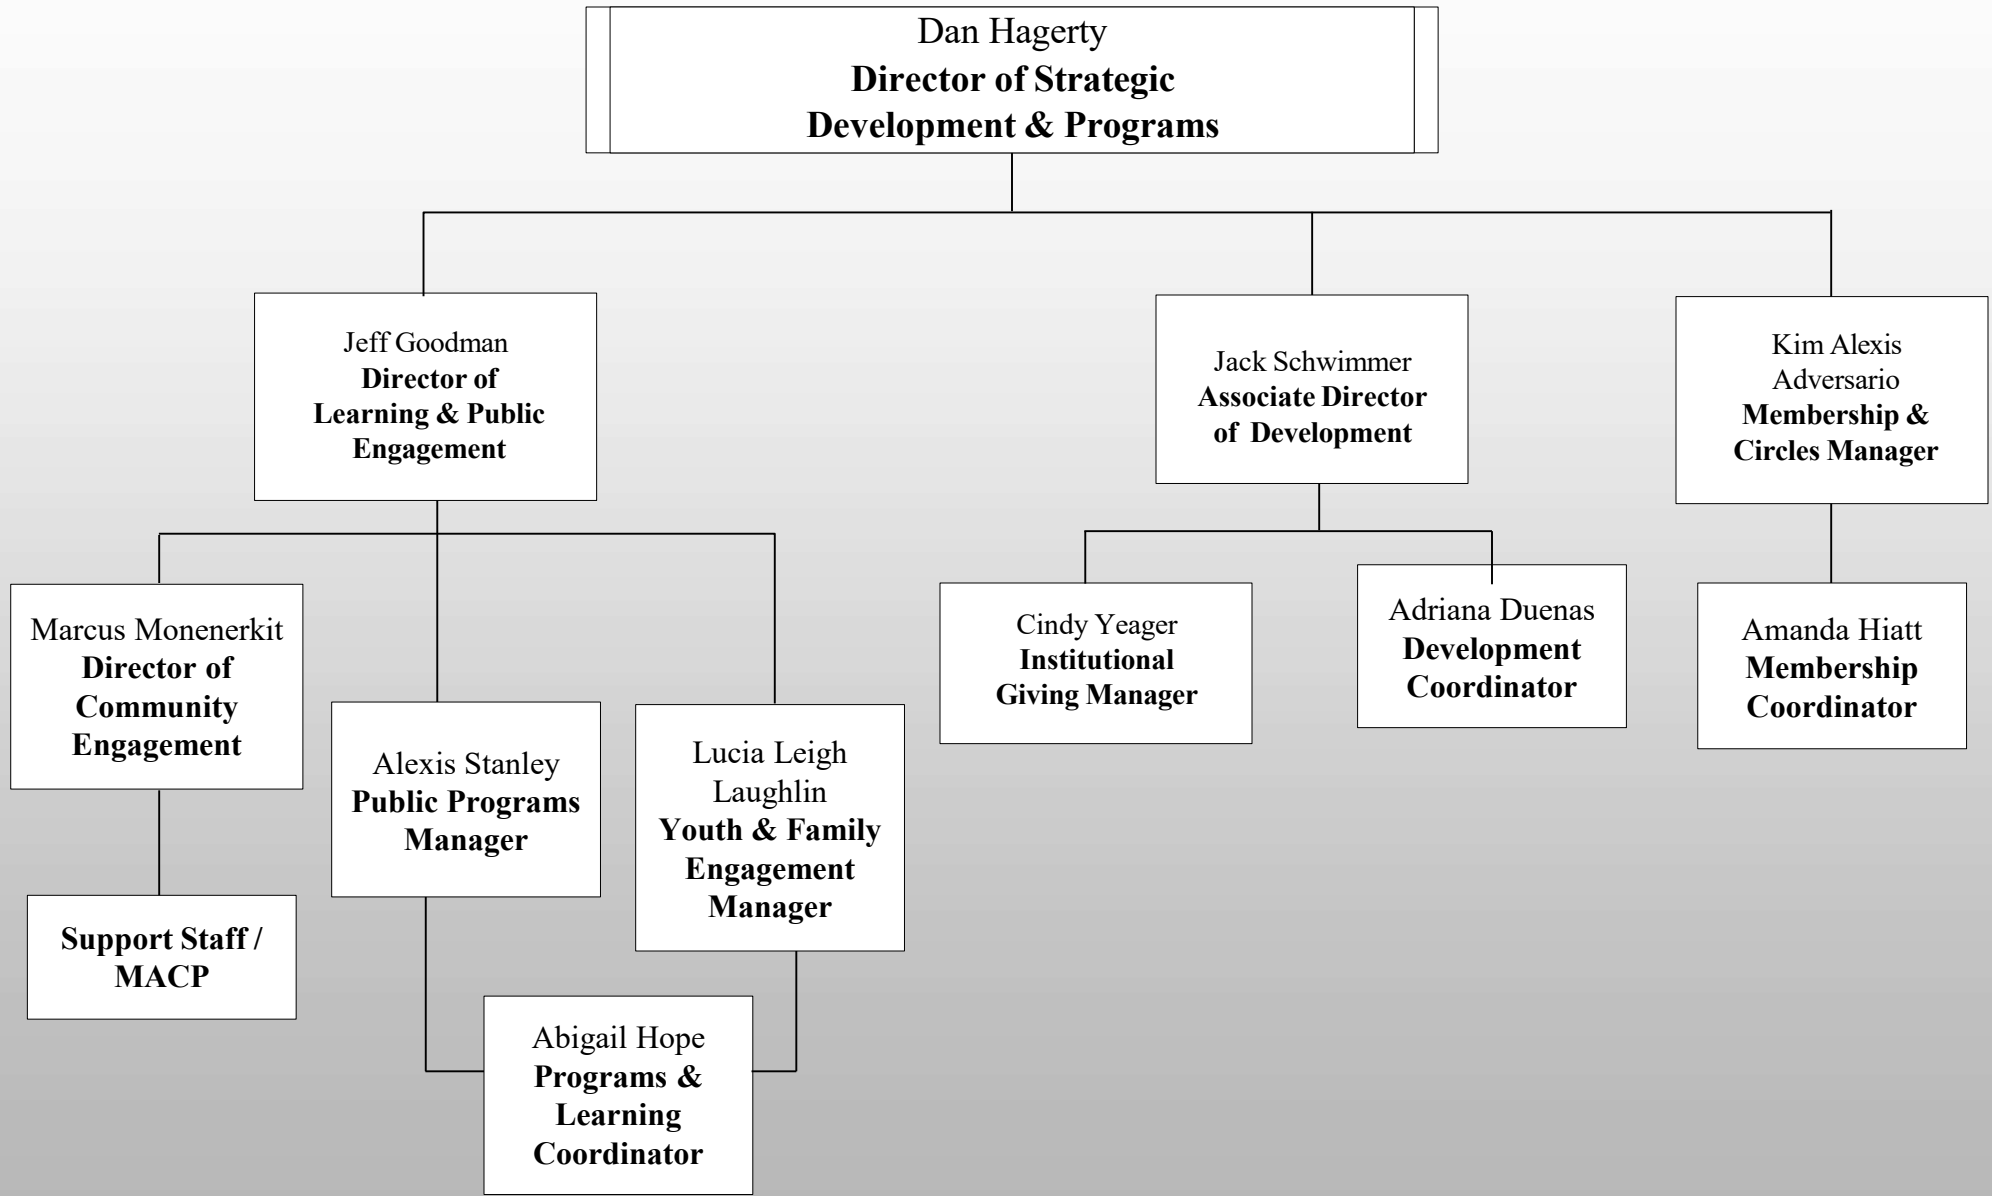 Dan Hagerty
Director of Strategic
Development & Programs
Jeff Goodman
Director of
Learning & Public
Engagement
Jack Schwimmer
Associate Director
of Development
Kim Alexis
Adversario
Membership &
Circles Manager
Marcus Monenerkit
Director of
Community
Engagement
Alexis Stanley
Public Programs
Manager
Lucia Leigh
Laughlin
Youth & Family
Engagement
Manager
Cindy Yeager
Institutional
Giving Manager
Adriana Duenas
Development
Coordinator
Amanda Hiatt
Membership
Coordinator
Support Staff /
MACP
Abigail Hope
Programs &
Learning
Coordinator